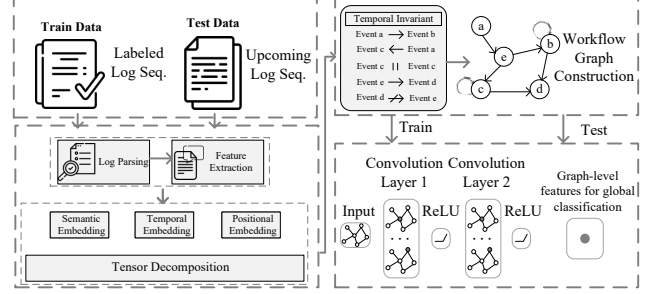 Train Data
Labeled
Log Seq.
Test Data
Upcoming
Log Seq.
Log Parsing
Feature
Extraction
Semantic
Embedding
Temporal
Embedding
Positional
Embedding
Tensor Decomposition
Temporal Invariant
Event a → Event b
Event c ← Event a
Event c || Event c
Event e → Event d
Event d ↛ Event e
a
b
e
c
d
Workflow
Graph
Construction
Train
Test
Convolution
Layer 1
Convolution
Layer 2
Input
ReLU
ReLU
...
...
Graph-level
features for global
classification